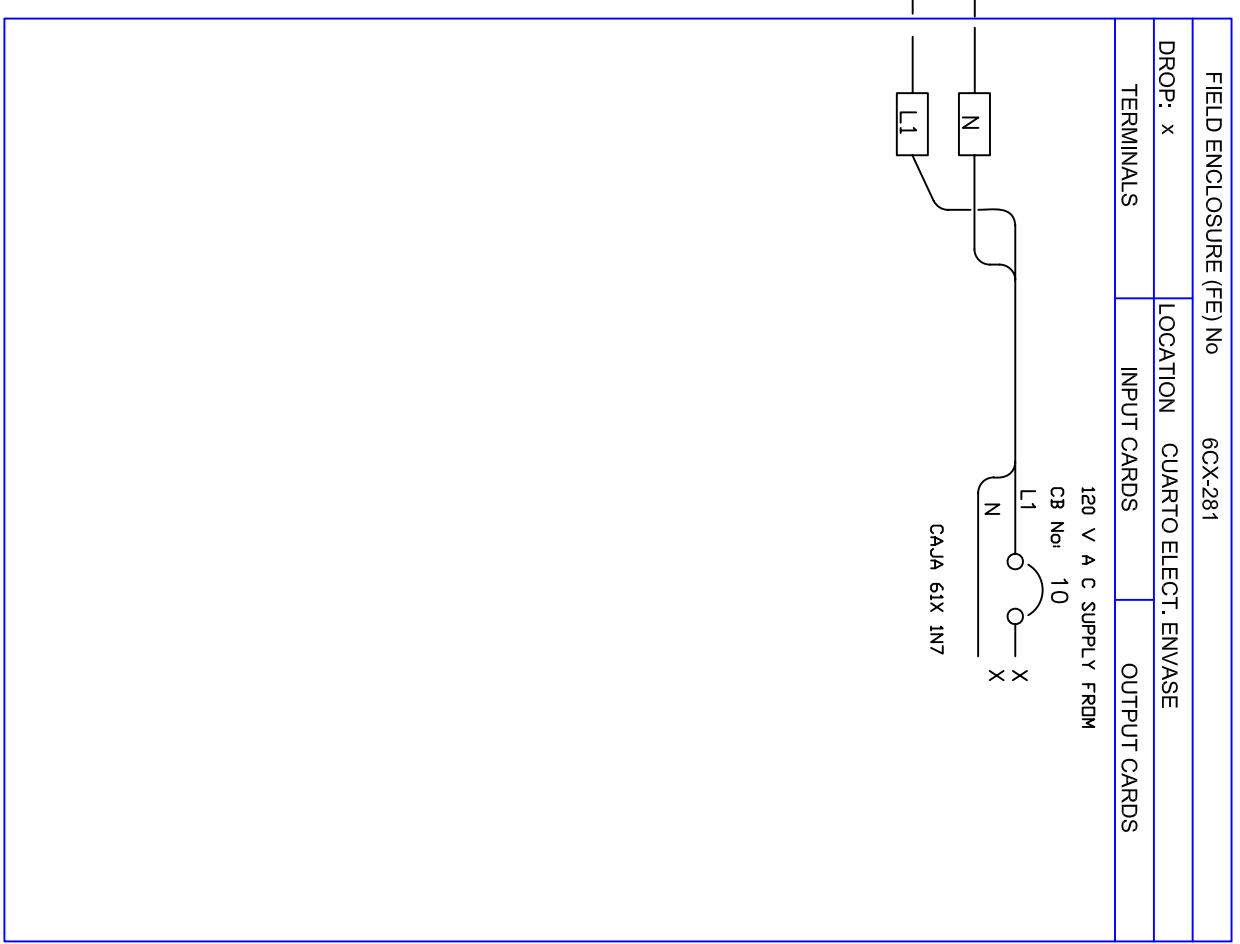 FIELD ENCLOSURE (FE) No 6CX-281
DROP: x
LOCATION CUARTO ELECT. ENVASE
TERMINALS
INPUT CARDS
OUTPUT CARDS
120 V A C SUPPLY FROM
CB No: 10
L1
X
N
X
N
CAJA 61X 1N7
L1